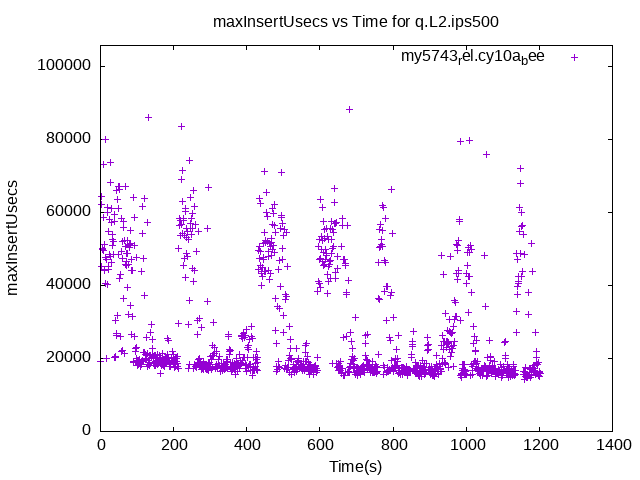 maxInsertUsecs vs Time for q.L2.ips500
my5743rel.cy10abee
maxInsertUsecs
100000
80000
60000
40000
20000
0
0 200 400 600 800 1000 1200 1400
Time(s)